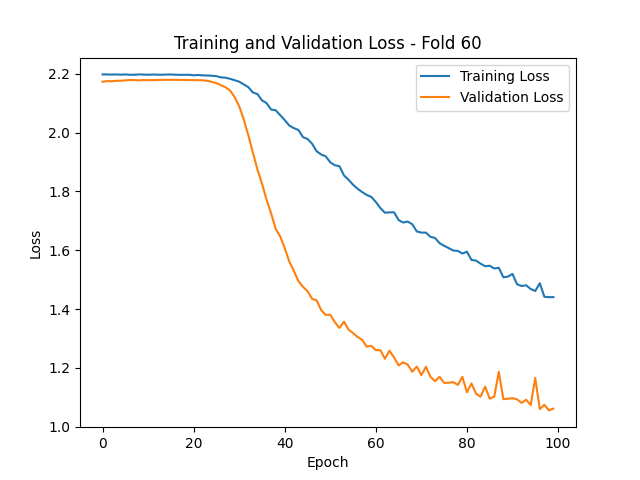 Training and Validation Loss - Fold 60
Training Loss
Validation Loss
2.2
2.0
1.8
1.6
1.4
1.2
1.0
Loss
0
20
40
60
80
100
Epoch